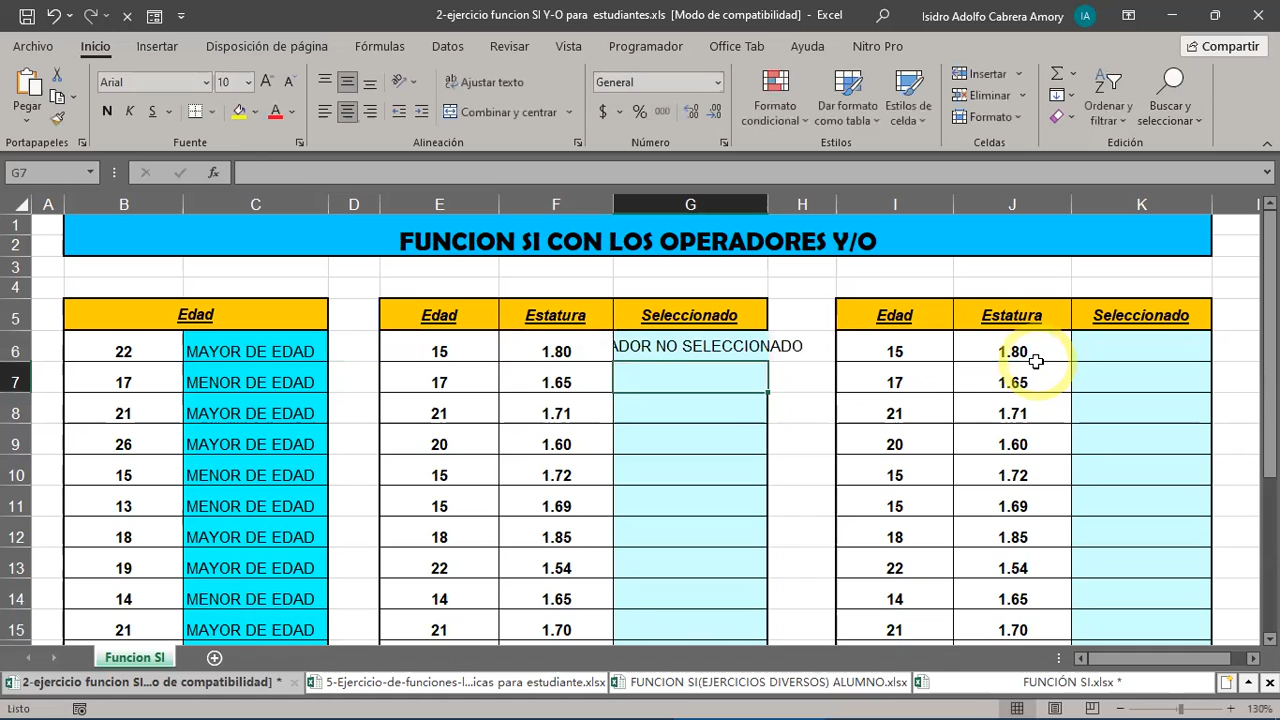 2-ejercicio funcion SI Y-O para estudiantes.xls [Modo de compatibilidad] - Excel
Isidro Adolfo Cabrera Amory
IA
Archivo Inicio Insertar Disposición de página Fórmulas Datos Revisar Vista Programador Office Tab Ayuda Nitro Pro Compartir
Arial 10 Ajustar texto General Insertar
Pegar N K S Combinar y centrar $ % 000 Formato condicional Dar formato como tabla Estilos de celda Eliminar Formato Ordenar y filtrar Buscar y seleccionar
Portapapeles Fuente Alineación Número Estilos Celdas Edición
G7 fx
A B C D E F G H I J K
1
2 FUNCION SI CON LOS OPERADORES Y/O
3
4
5 Edad Edad Estatura Seleccionado Edad Estatura Seleccionado
6 22 MAYOR DE EDAD 15 1.80 ADOR NO SELECCIONADO 15 1.80
7 17 MENOR DE EDAD 17 1.65 17 1.65
8 21 MAYOR DE EDAD 21 1.71 21 1.71
9 26 MAYOR DE EDAD 20 1.60 20 1.60
10 15 MENOR DE EDAD 15 1.72 15 1.72
11 13 MENOR DE EDAD 15 1.69 15 1.69
12 18 MAYOR DE EDAD 18 1.85 18 1.85
13 19 MAYOR DE EDAD 22 1.54 22 1.54
14 14 MENOR DE EDAD 14 1.65 14 1.65
15 21 MAYOR DE EDAD 21 1.70 21 1.70
Funcion SI
2-ejercicio funcion SI...o de compatibilidad] * 5-Ejercicio-de-funciones-l...icas para estudiante.xlsx FUNCION SI(EJERCICIOS DIVERSOS) ALUMNO.xlsx FUNCIÓN SI.xlsx *
Listo 130%